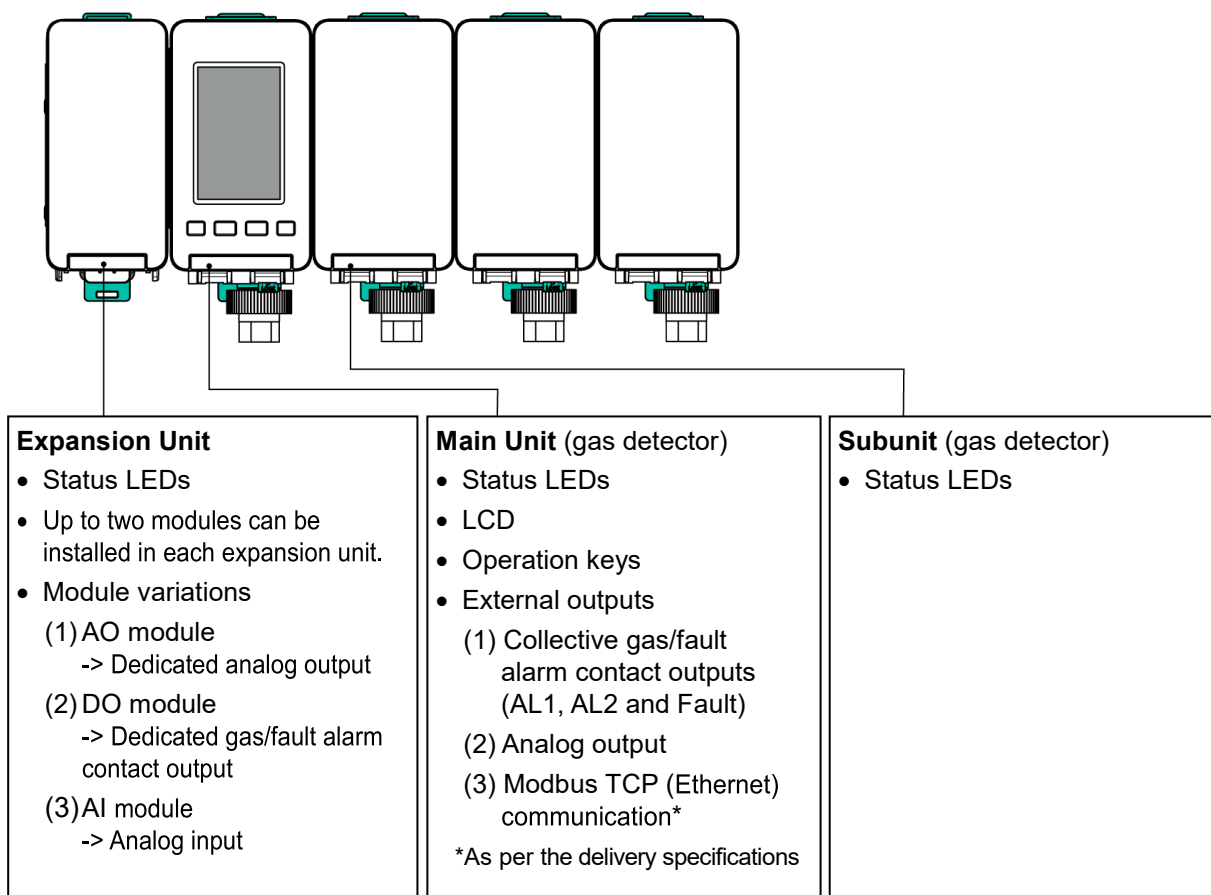 Expansion Unit
• Status LEDs
• Up to two modules can be
installed in each expansion unit.
• Module variations
(1) AO module
-> Dedicated analog output
(2) DO module
-> Dedicated gas/fault alarm
contact output
(3) AI module
-> Analog input
Main Unit (gas detector)
• Status LEDs
• LCD
• Operation keys
• External outputs
(1) Collective gas/fault
alarm contact outputs
(AL1, AL2 and Fault)
(2) Analog output
(3) Modbus TCP (Ethernet)
communication*
*As per the delivery specifications
Subunit (gas detector)
• Status LEDs